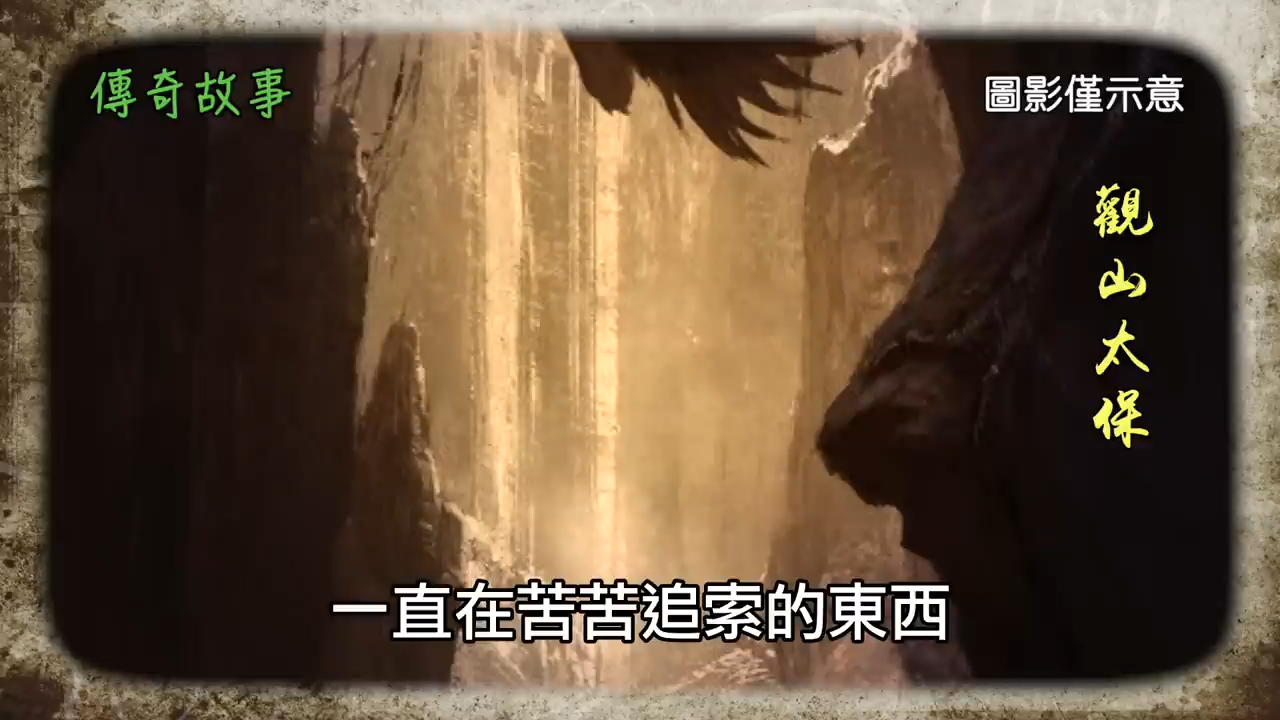 傳奇故事
圖影僅示意
觀山太保
一直在苦苦追索的東西